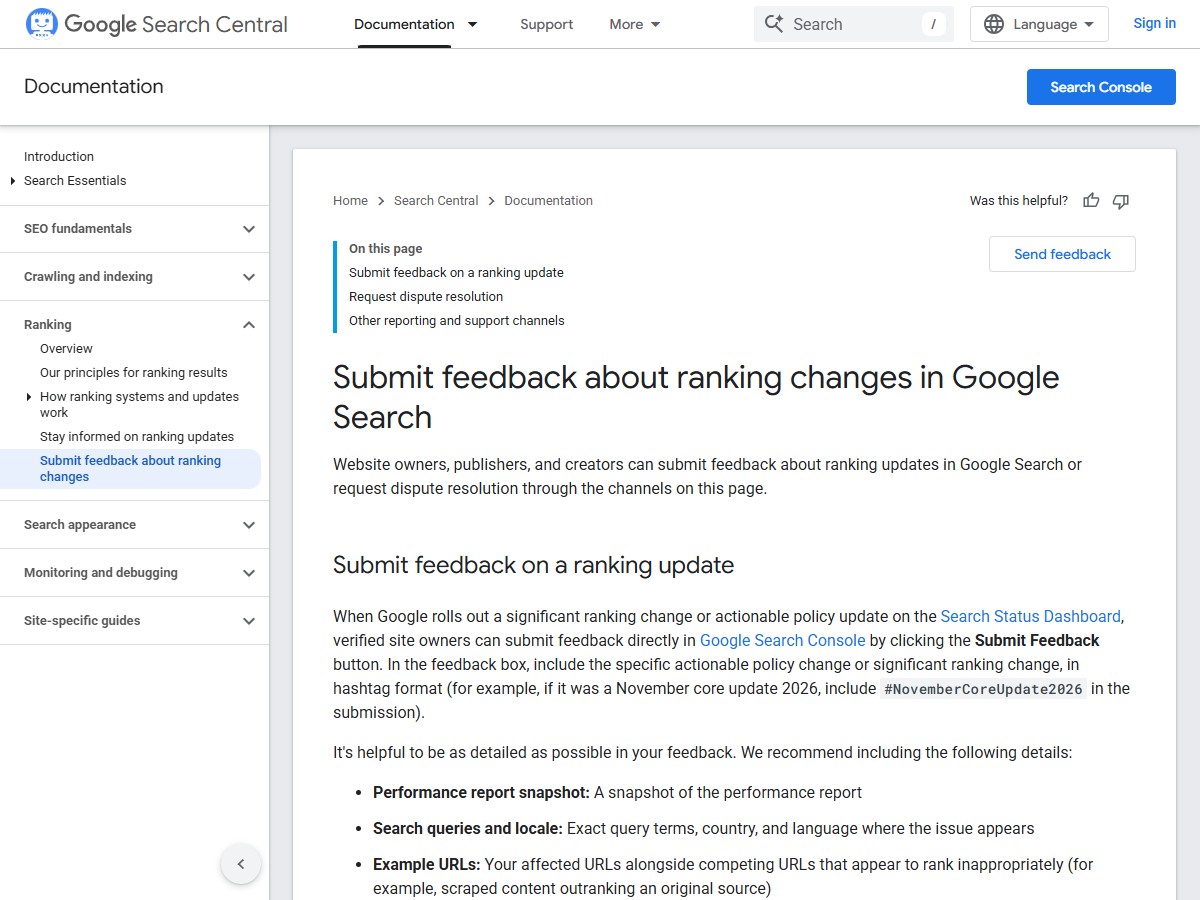 Google Search Central
Documentation
Support
More
Search
/
Language
Sign in
Documentation
Search Console
Introduction
Search Essentials
SEO fundamentals
Crawling and indexing
Ranking
Overview
Our principles for ranking results
How ranking systems and updates
work
Stay informed on ranking updates
Submit feedback about ranking
changes
Search appearance
Monitoring and debugging
Site-specific guides
Home
Search Central
Documentation
Was this helpful?
Send feedback
On this page
Submit feedback on a ranking update
Request dispute resolution
Other reporting and support channels
Submit feedback about ranking changes in Google
Search
Website owners, publishers, and creators can submit feedback about ranking updates in Google Search or
request dispute resolution through the channels on this page.
Submit feedback on a ranking update
When Google rolls out a significant ranking change or actionable policy update on the Search Status Dashboard,
verified site owners can submit feedback directly in Google Search Console by clicking the Submit Feedback
button. In the feedback box, include the specific actionable policy change or significant ranking change, in
hashtag format (for example, if it was a November core update 2026, include #NovemberCoreUpdate2026 in the
submission).
It's helpful to be as detailed as possible in your feedback. We recommend including the following details:
• Performance report snapshot: A snapshot of the performance report
• Search queries and locale: Exact query terms, country, and language where the issue appears
• Example URLs: Your affected URLs alongside competing URLs that appear to rank inappropriately (for
example, scraped content outranking an original source)